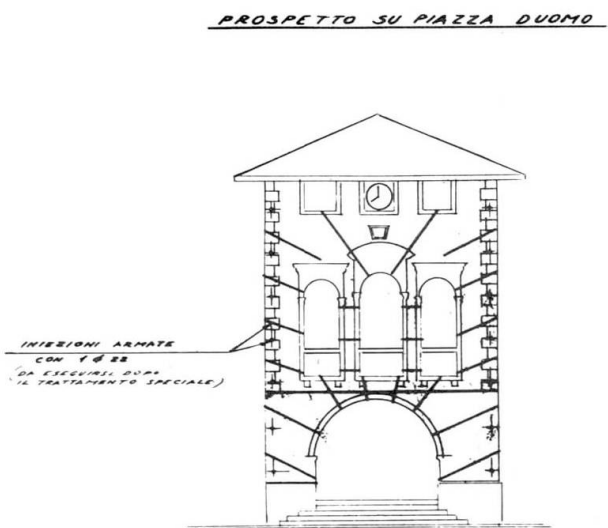 PROSPETTO SU PIAZZA DUOMO
INIEZIONI ARMATE
CON 1 Ø 22
(DA ESEGUIRSI DOPO
IL TRATTAMENTO SPECIALE)